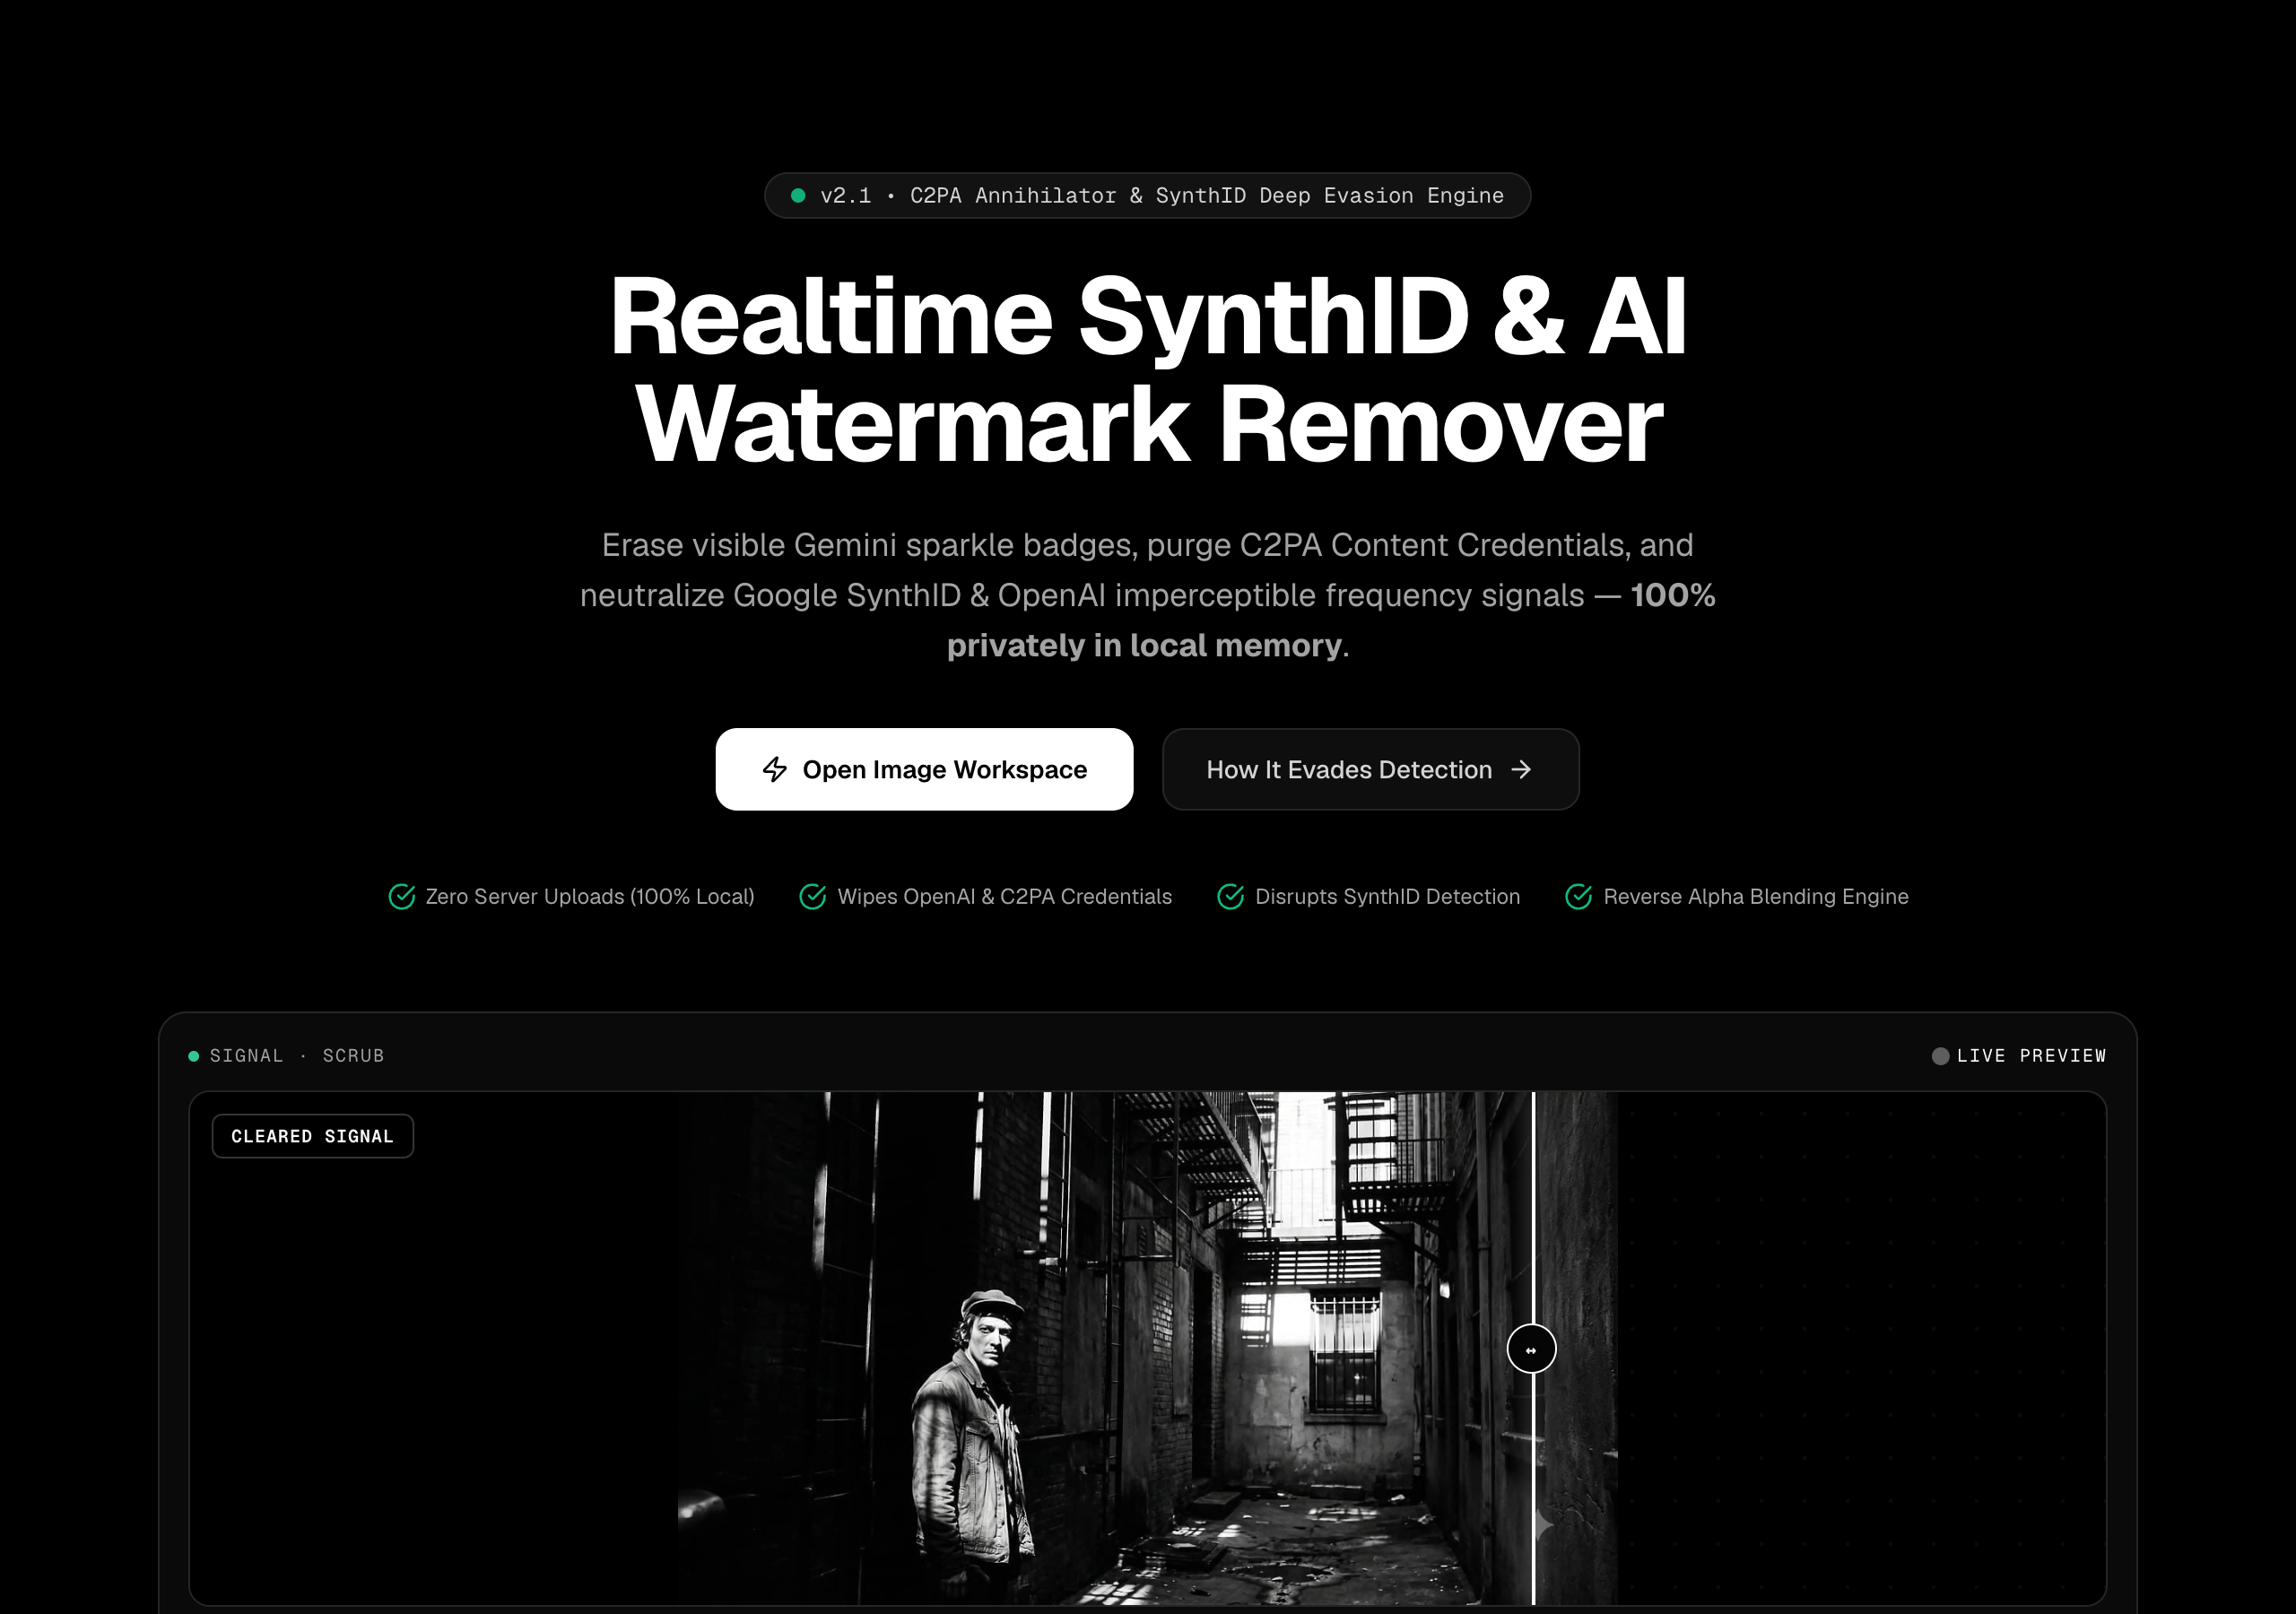 v2.1 • C2PA Annihilator & SynthID Deep Evasion Engine
Realtime SynthID & AI
Watermark Remover
Erase visible Gemini sparkle badges, purge C2PA Content Credentials, and
neutralize Google SynthID & OpenAI imperceptible frequency signals — 100%
privately in local memory.
Open Image Workspace
How It Evades Detection →
Zero Server Uploads (100% Local)
Wipes OpenAI & C2PA Credentials
Disrupts SynthID Detection
Reverse Alpha Blending Engine
SIGNAL · SCRUB
LIVE PREVIEW
CLEARED SIGNAL